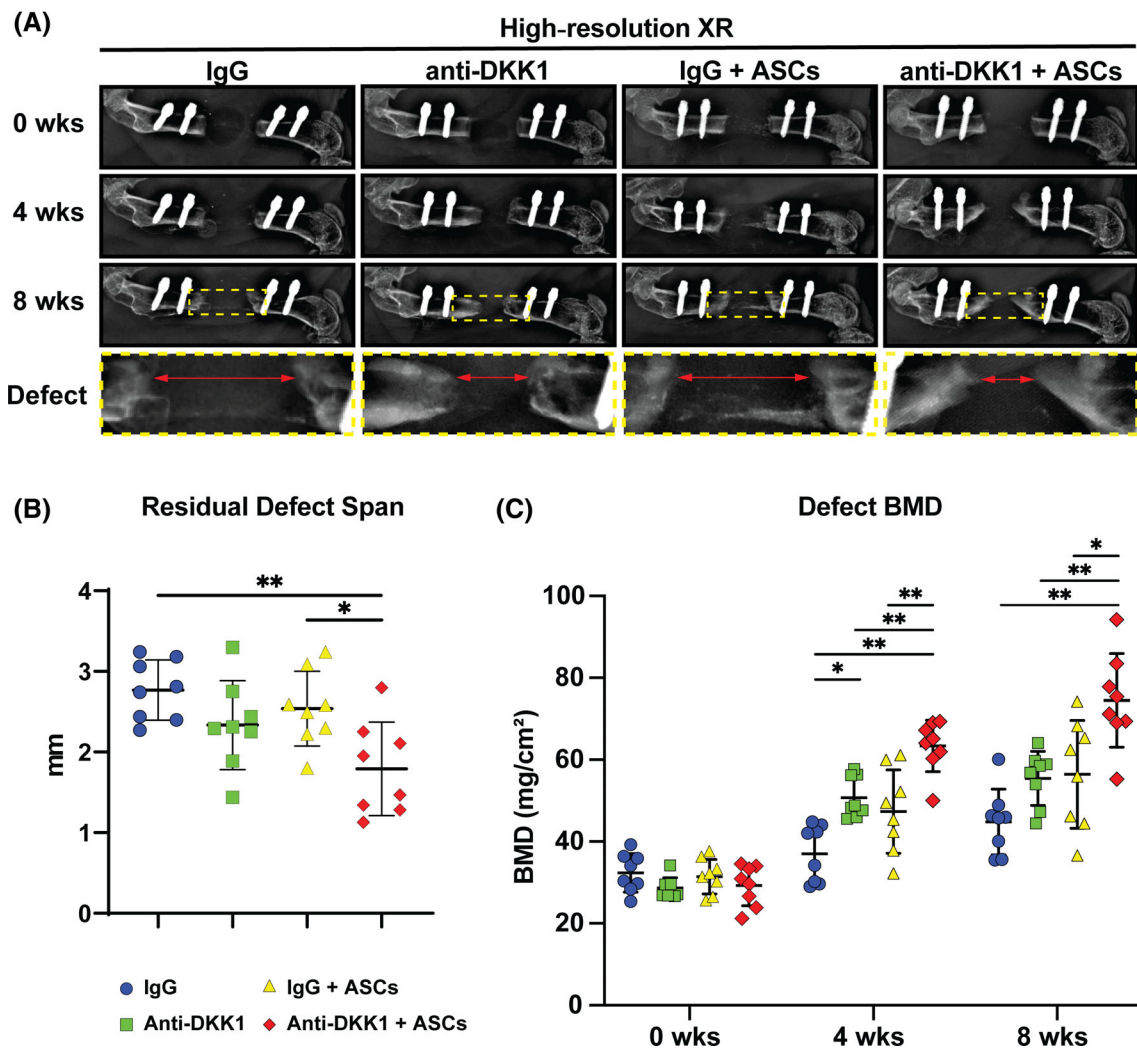 (A)
High-resolution XR
IgG anti-DKK1 IgG + ASCs anti-DKK1 + ASCs
0 wks
4 wks
8 wks
Defect
(B) Residual Defect Span
**
*
4
3
2
1
0
mm
IgG IgG + ASCs
Anti-DKK1 Anti-DKK1 + ASCs
(C) Defect BMD
*
**
**
**
**
**
*
100
80
60
40
20
0
BMD (mg/cm²)
0 wks 4 wks 8 wks